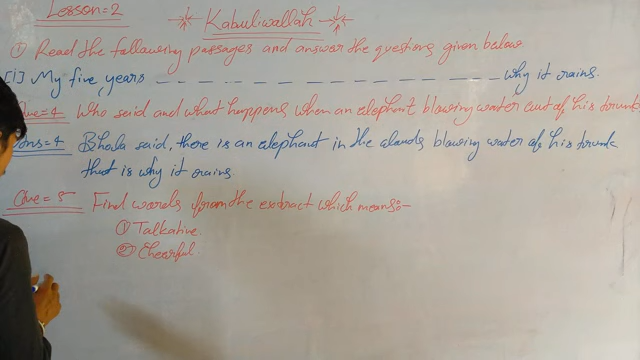 Lesson=2
Kabuliwallah
① Read the following passages and answer the questions given below.
[i] My five years _ _ _ _ _ _ _ _ _ _ _ _ _ _ _ why it rains.
Que=4 Who said and what happens when an elephant blowing water out of his trunk
Ans=4 Bhola said, there is an elephant in the clouds blowing water of his trunk
that is why it rains.
Que=5 Find words from the extract which means:-
① Talkative.
② Chearful.